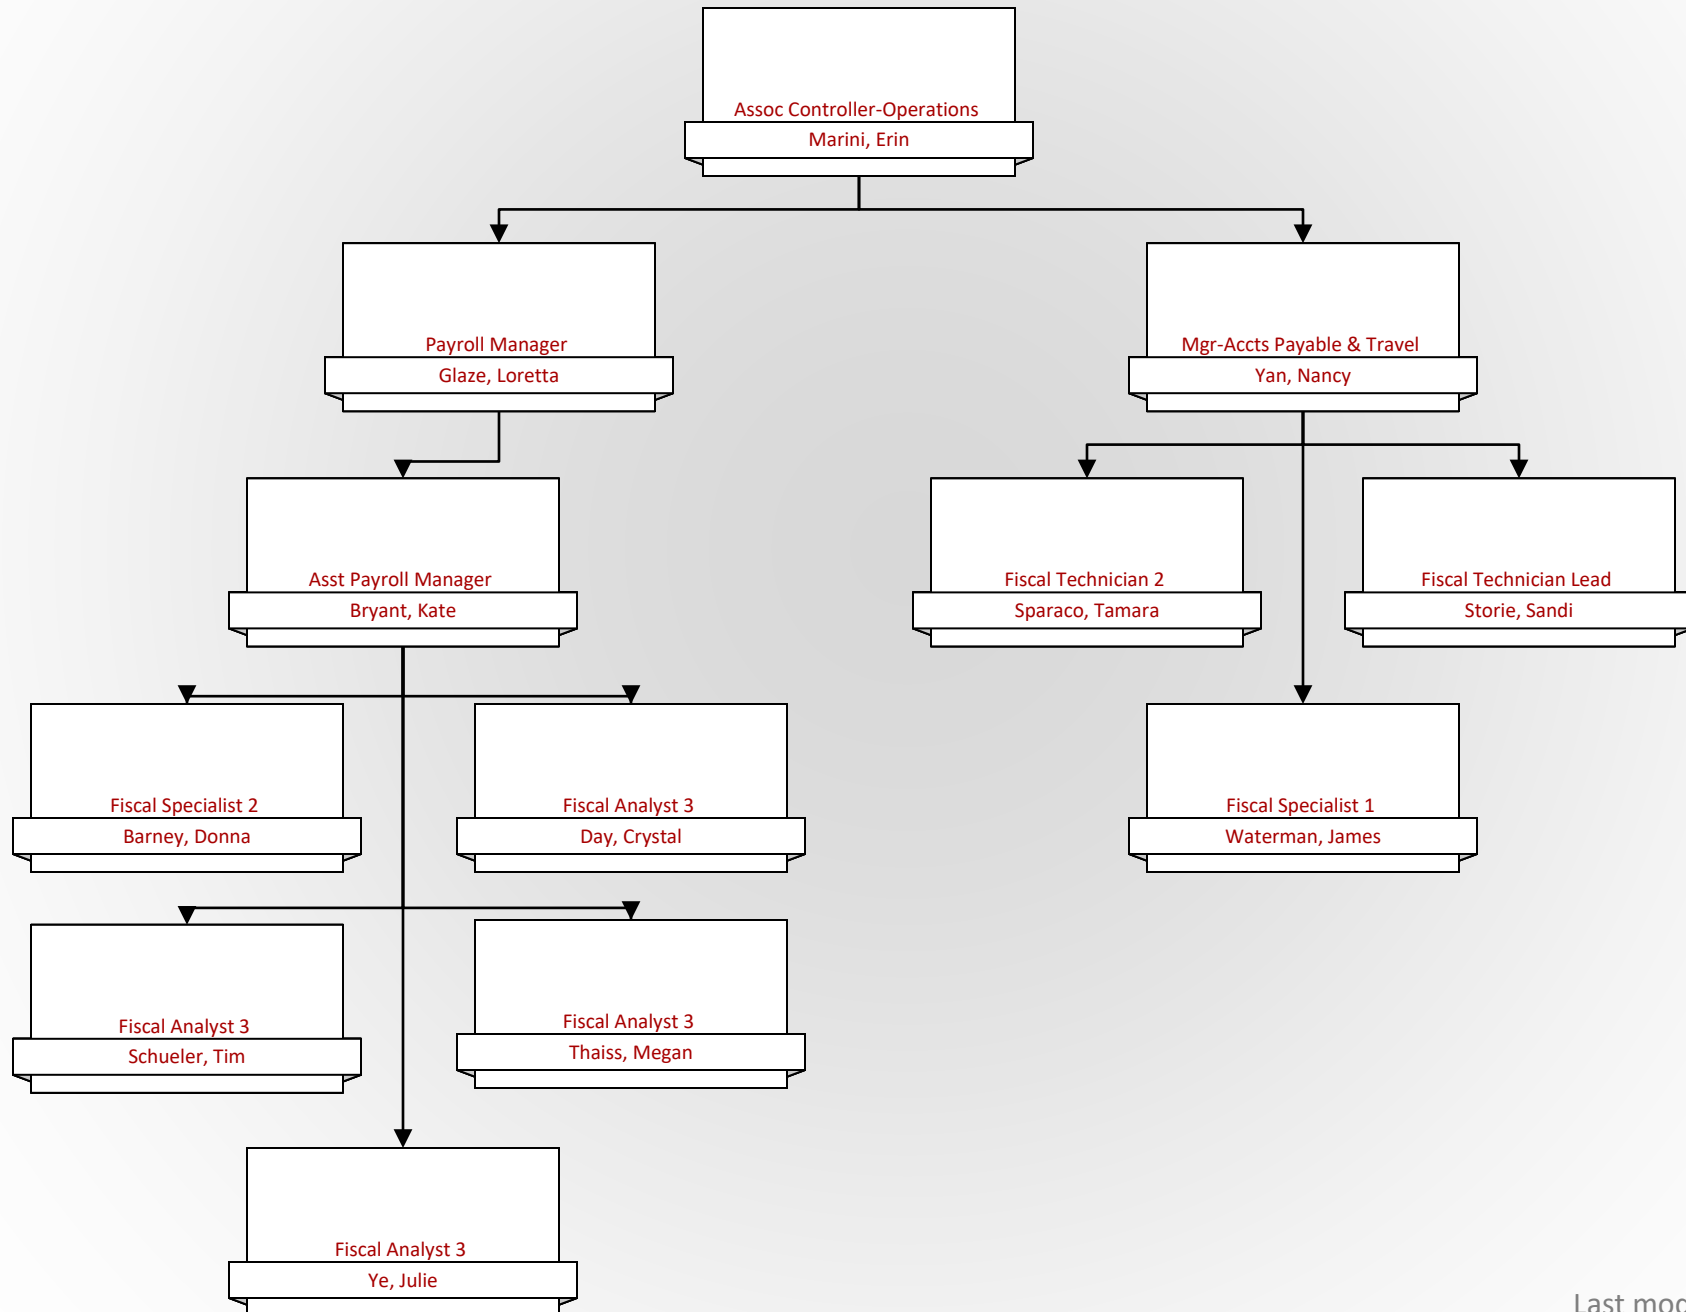 Assoc Controller-Operations
Marini, Erin
Payroll Manager
Glaze, Loretta
Mgr-Accts Payable & Travel
Yan, Nancy
Asst Payroll Manager
Bryant, Kate
Fiscal Technician 2
Sparaco, Tamara
Fiscal Technician Lead
Storie, Sandi
Fiscal Specialist 2
Barney, Donna
Fiscal Analyst 3
Day, Crystal
Fiscal Specialist 1
Waterman, James
Fiscal Analyst 3
Schueler, Tim
Fiscal Analyst 3
Thaiss, Megan
Fiscal Analyst 3
Ye, Julie
Last